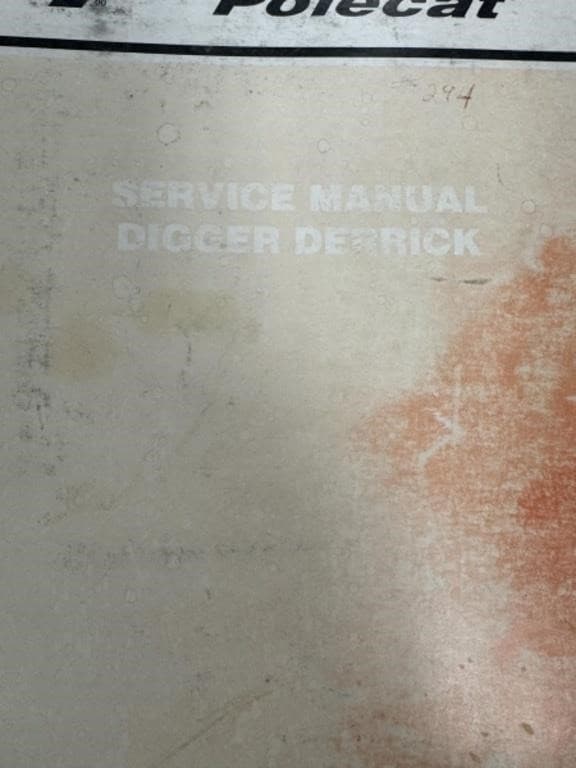 Polecat
294
SERVICE MANUAL
DIGGER DERRICK